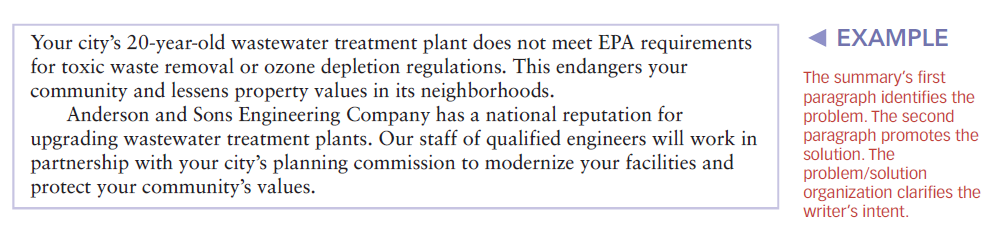 Your city's 20-year-old wastewater treatment plant does not meet EPA requirements
for toxic waste removal or ozone depletion regulations. This endangers your
community and lessens property values in its neighborhoods.
Anderson and Sons Engineering Company has a national reputation for
upgrading wastewater treatment plants. Our staff of qualified engineers will work in
partnership with your city's planning commission to modernize your facilities and
protect your community's values.
◀ EXAMPLE
The summary's first
paragraph identifies the
problem. The second
paragraph promotes the
solution. The
problem/solution
organization clarifies the
writer's intent.